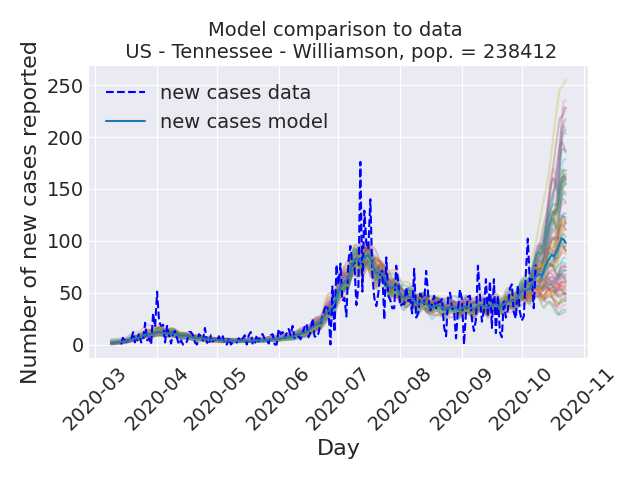 Model comparison to data
US - Tennessee - Williamson, pop. = 238412
Number of new cases reported
250
200
150
100
50
0
new cases data
new cases model
2020-03
2020-04
2020-05
2020-06
2020-07
2020-08
2020-09
2020-10
2020-11
Day